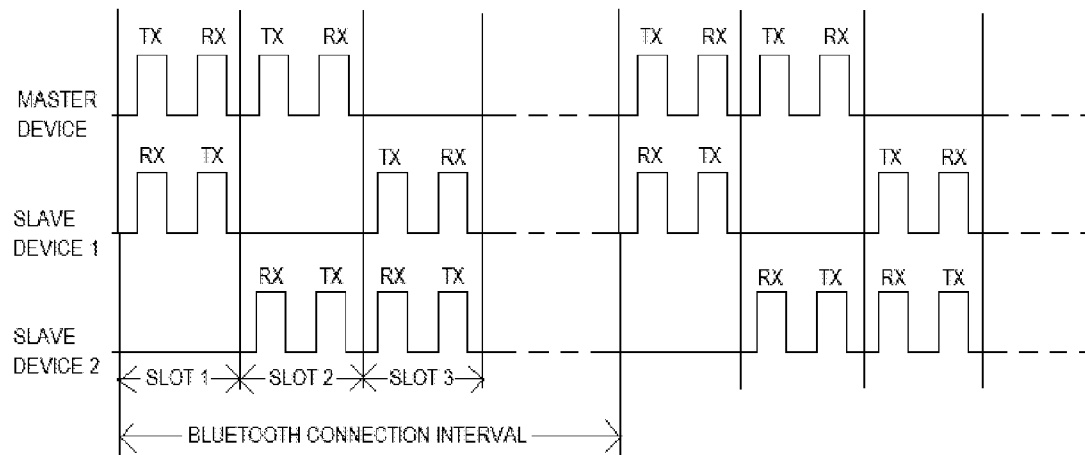 TX RX TX RX TX RX TX RX
MASTER
DEVICE
RX TX TX RX RX TX TX RX
SLAVE
DEVICE 1
RX TX RX TX RX TX RX TX
SLAVE
DEVICE 2
SLOT 1 SLOT 2 SLOT 3
BLUETOOTH CONNECTION INTERVAL